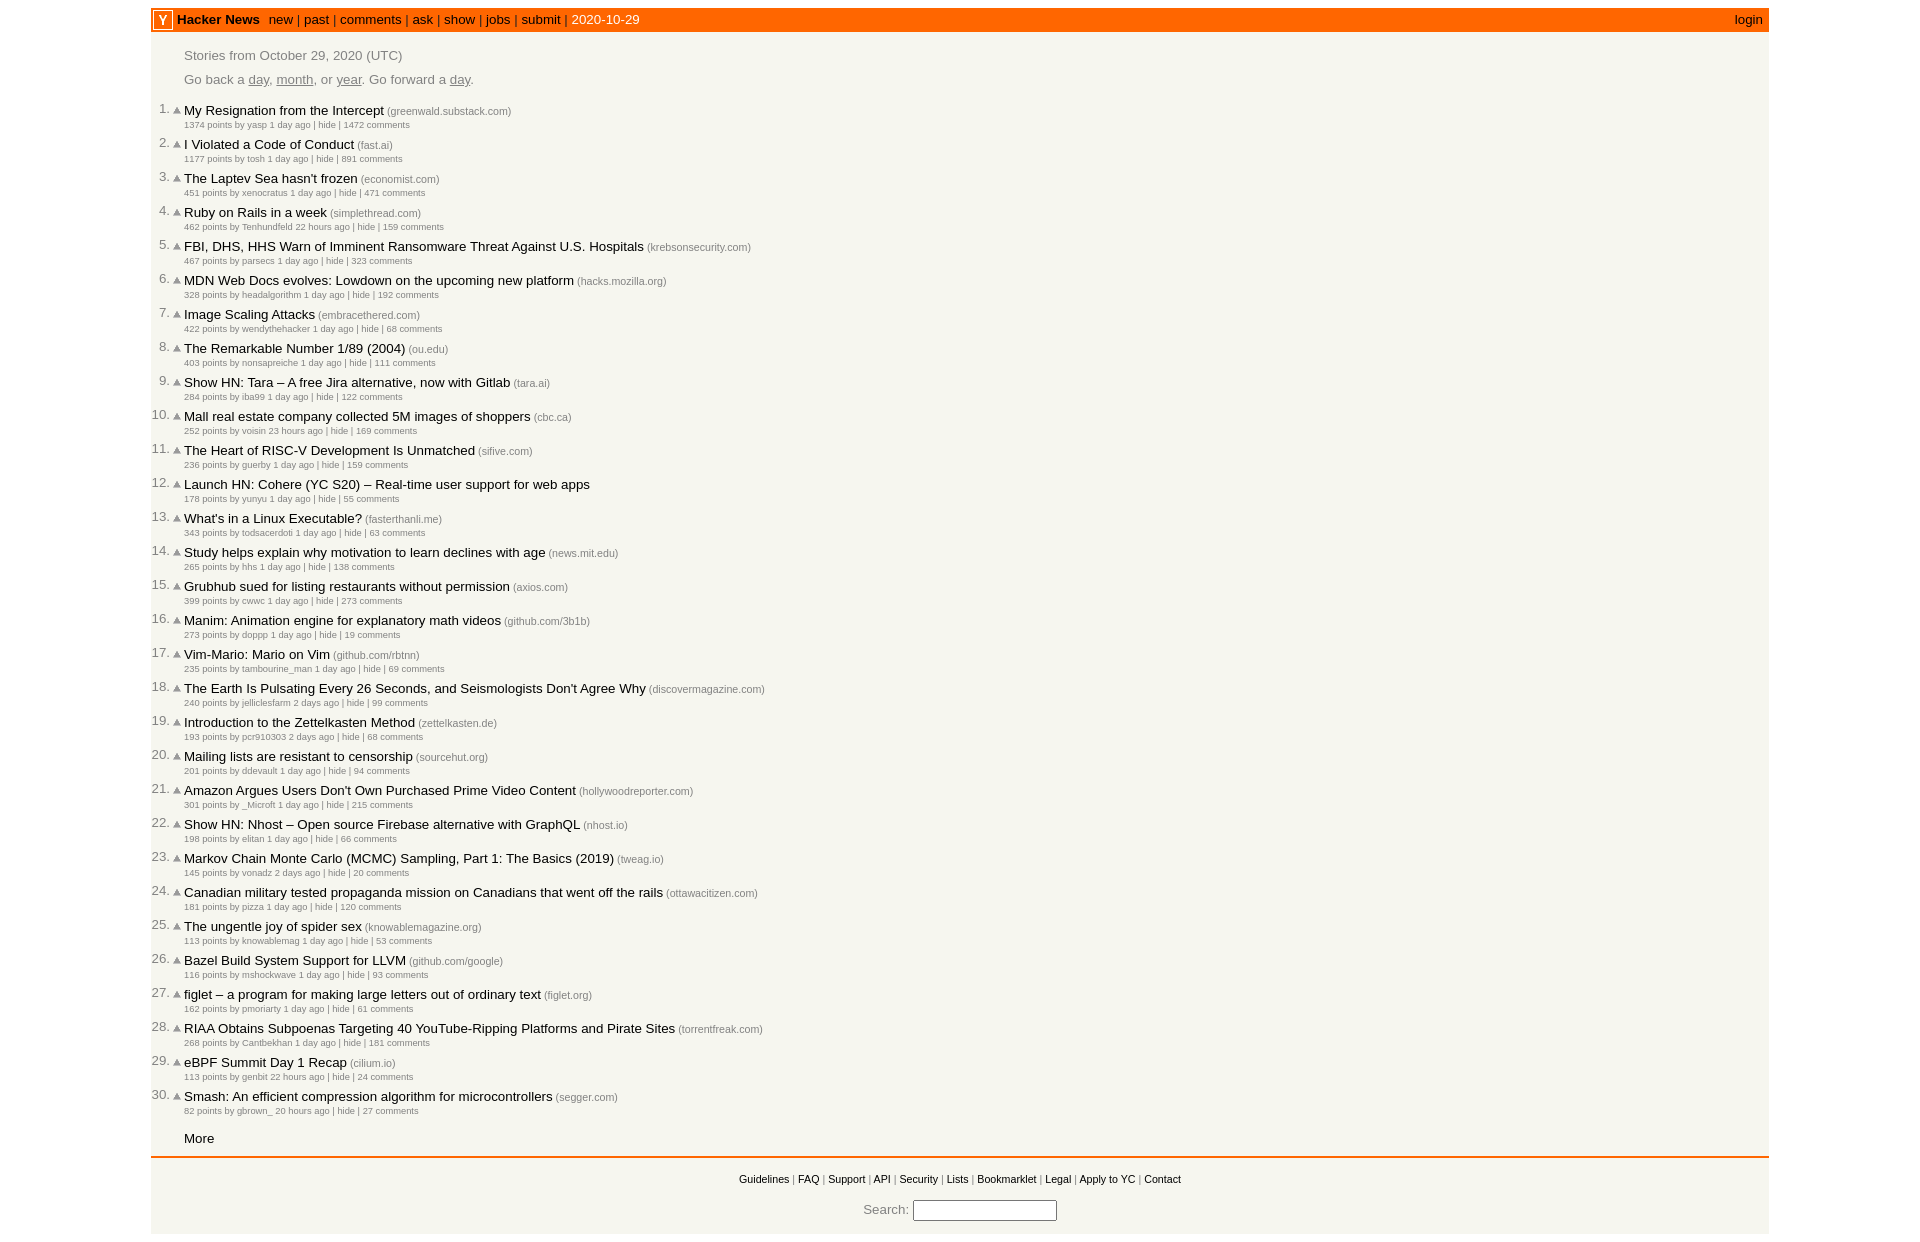 Y Hacker News new | past | comments | ask | show | jobs | submit | 2020-10-29 login
Stories from October 29, 2020 (UTC)
Go back a day, month, or year. Go forward a day.
1. My Resignation from the Intercept (greenwald.substack.com)
1374 points by yasp 1 day ago | hide | 1472 comments
2. I Violated a Code of Conduct (fast.ai)
1177 points by tosh 1 day ago | hide | 891 comments
3. The Laptev Sea hasn't frozen (economist.com)
451 points by xenocratus 1 day ago | hide | 471 comments
4. Ruby on Rails in a week (simplethread.com)
462 points by Tenhundfeld 22 hours ago | hide | 159 comments
5. FBI, DHS, HHS Warn of Imminent Ransomware Threat Against U.S. Hospitals (krebsonsecurity.com)
467 points by parsecs 1 day ago | hide | 323 comments
6. MDN Web Docs evolves: Lowdown on the upcoming new platform (hacks.mozilla.org)
328 points by headalgorithm 1 day ago | hide | 192 comments
7. Image Scaling Attacks (embracethered.com)
422 points by wendythehacker 1 day ago | hide | 68 comments
8. The Remarkable Number 1/89 (2004) (ou.edu)
403 points by nonsapreiche 1 day ago | hide | 111 comments
9. Show HN: Tara – A free Jira alternative, now with Gitlab (tara.ai)
284 points by iba99 1 day ago | hide | 122 comments
10. Mall real estate company collected 5M images of shoppers (cbc.ca)
252 points by voisin 23 hours ago | hide | 169 comments
11. The Heart of RISC-V Development Is Unmatched (sifive.com)
236 points by guerby 1 day ago | hide | 159 comments
12. Launch HN: Cohere (YC S20) – Real-time user support for web apps
178 points by yunyu 1 day ago | hide | 55 comments
13. What's in a Linux Executable? (fasterthanli.me)
343 points by todsacerdoti 1 day ago | hide | 63 comments
14. Study helps explain why motivation to learn declines with age (news.mit.edu)
265 points by hhs 1 day ago | hide | 138 comments
15. Grubhub sued for listing restaurants without permission (axios.com)
399 points by cwwc 1 day ago | hide | 273 comments
16. Manim: Animation engine for explanatory math videos (github.com/3b1b)
273 points by doppp 1 day ago | hide | 19 comments
17. Vim-Mario: Mario on Vim (github.com/rbtnn)
235 points by tambourine_man 1 day ago | hide | 69 comments
18. The Earth Is Pulsating Every 26 Seconds, and Seismologists Don't Agree Why (discovermagazine.com)
240 points by jelliclesfarm 2 days ago | hide | 99 comments
19. Introduction to the Zettelkasten Method (zettelkasten.de)
193 points by pcr910303 2 days ago | hide | 68 comments
20. Mailing lists are resistant to censorship (sourcehut.org)
201 points by ddevault 1 day ago | hide | 94 comments
21. Amazon Argues Users Don't Own Purchased Prime Video Content (hollywoodreporter.com)
301 points by _Microft 1 day ago | hide | 215 comments
22. Show HN: Nhost – Open source Firebase alternative with GraphQL (nhost.io)
198 points by elitan 1 day ago | hide | 66 comments
23. Markov Chain Monte Carlo (MCMC) Sampling, Part 1: The Basics (2019) (tweag.io)
145 points by vonadz 2 days ago | hide | 20 comments
24. Canadian military tested propaganda mission on Canadians that went off the rails (ottawacitizen.com)
181 points by pizza 1 day ago | hide | 120 comments
25. The ungentle joy of spider sex (knowablemagazine.org)
113 points by knowablemag 1 day ago | hide | 53 comments
26. Bazel Build System Support for LLVM (github.com/google)
116 points by mshockwave 1 day ago | hide | 93 comments
27. figlet – a program for making large letters out of ordinary text (figlet.org)
162 points by pmoriarty 1 day ago | hide | 61 comments
28. RIAA Obtains Subpoenas Targeting 40 YouTube-Ripping Platforms and Pirate Sites (torrentfreak.com)
268 points by Cantbekhan 1 day ago | hide | 181 comments
29. eBPF Summit Day 1 Recap (cilium.io)
113 points by genbit 22 hours ago | hide | 24 comments
30. Smash: An efficient compression algorithm for microcontrollers (segger.com)
82 points by gbrown_ 20 hours ago | hide | 27 comments
More
Guidelines | FAQ | Support | API | Security | Lists | Bookmarklet | Legal | Apply to YC | Contact
Search: